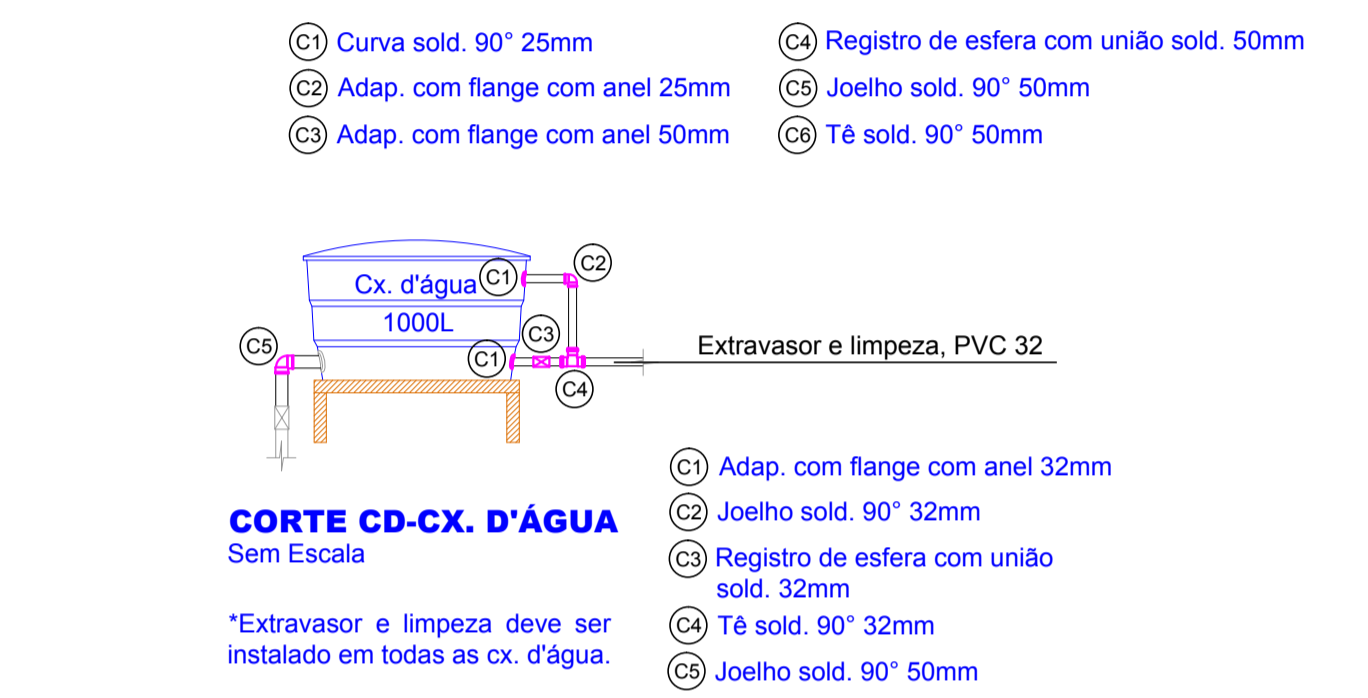 C1 Curva sold. 90° 25mm
C2 Adap. com flange com anel 25mm
C3 Adap. com flange com anel 50mm
C4 Registro de esfera com união sold. 50mm
C5 Joelho sold. 90° 50mm
C6 Tê sold. 90° 50mm
C2
Cx. d'água C1
1000L
C3
C5
C1
C4
Extravasor e limpeza, PVC 32
CORTE CD-CX. D'ÁGUA
Sem Escala
*Extravasor e limpeza deve ser
instalado em todas as cx. d'água.
C1 Adap. com flange com anel 32mm
C2 Joelho sold. 90° 32mm
C3 Registro de esfera com união
sold. 32mm
C4 Tê sold. 90° 32mm
C5 Joelho sold. 90° 50mm